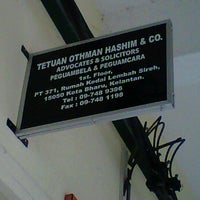 TETUAN OTHMAN HASHIM & CO.
ADVOCATES & SOLICITORS
PEGUAMBELA & PEGUAMCARA
1st. Floor,
PT 371, Rumah Kedai Lembah Sireh,
15050 Kota Bharu, Kelantan.
Tel : 09-748 9386
Fax : 09-748 1198